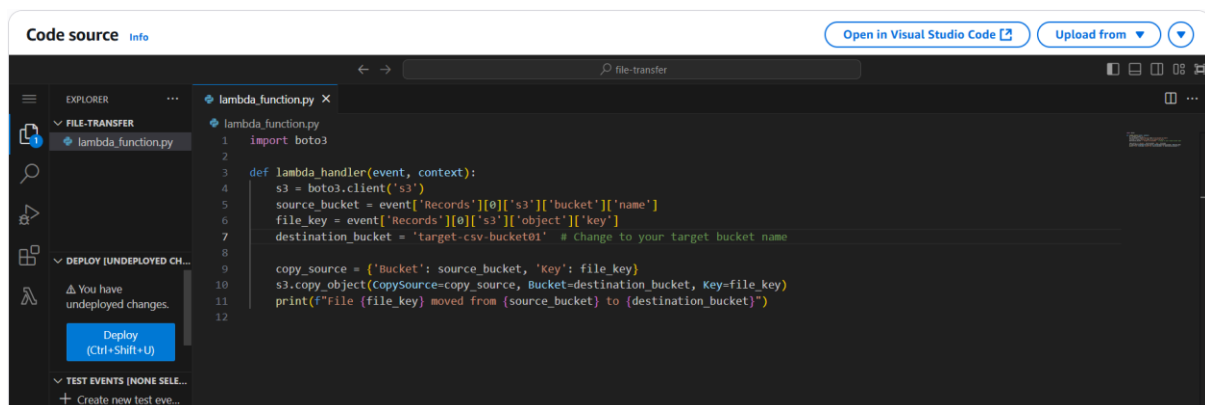 Code source Info
Open in Visual Studio Code
Upload from
file-transfer
EXPLORER
FILE-TRANSFER
lambda_function.py
1
DEPLOY [UNDEPLOYED CH...
You have
undeployed changes.
Deploy
(Ctrl+Shift+U)
TEST EVENTS [NONE SELE...
Create new test eve...
lambda_function.py
lambda_function.py
1 import boto3
2
3 def lambda_handler(event, context):
4 s3 = boto3.client('s3')
5 source_bucket = event['Records'][0]['s3']['bucket']['name']
6 file_key = event['Records'][0]['s3']['object']['key']
7 destination_bucket = 'target-csv-bucket01'  # Change to your target bucket name
8
9 copy_source = {'Bucket': source_bucket, 'Key': file_key}
10 s3.copy_object(CopySource=copy_source, Bucket=destination_bucket, Key=file_key)
11 print(f"File {file_key} moved from {source_bucket} to {destination_bucket}")
12